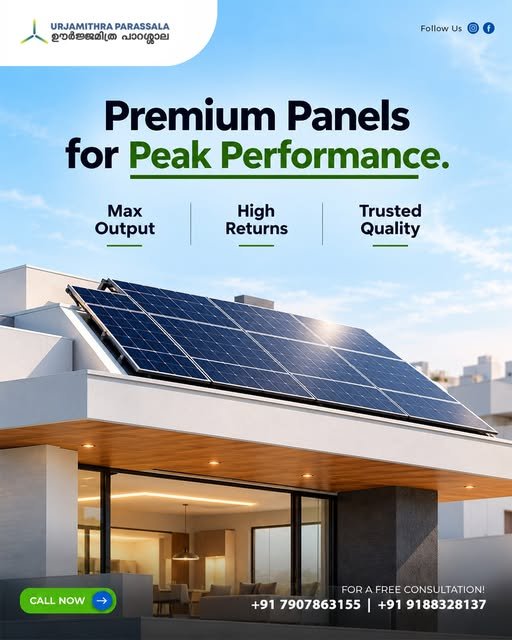 URJAMITHRA PARASSALA
ഊർജ്ജമിത്ര പാറശ്ശാല
Follow Us
Premium Panels
for Peak Performance.
Max
Output
High
Returns
Trusted
Quality
CALL NOW
FOR A FREE CONSULTATION!
+91 7907863155 | +91 9188328137